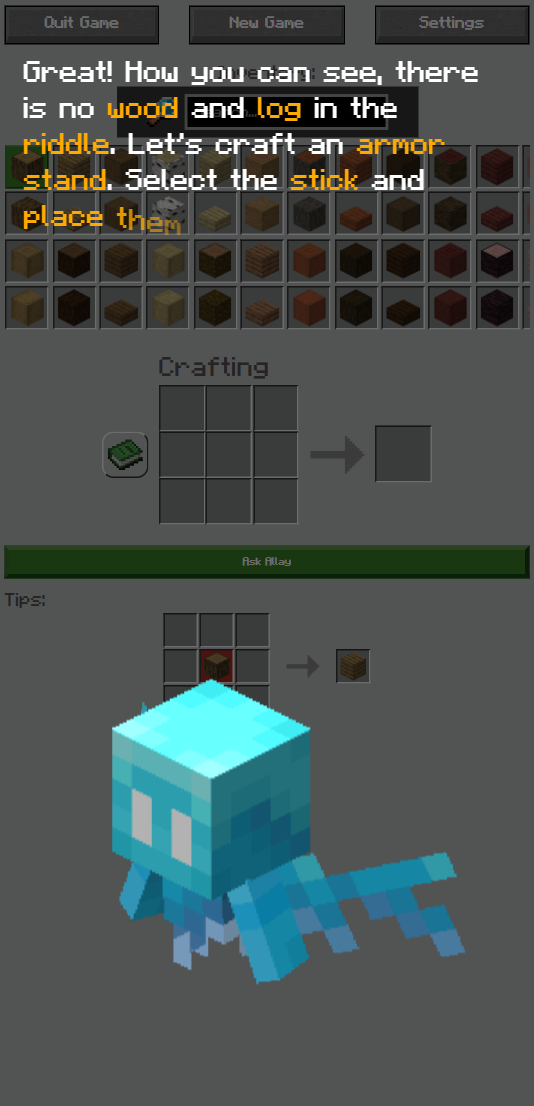 Quit Game
New Game
Settings
Great! How you can see, there
is no wood and log in the
riddle. Let's craft an armor
stand. Select the stick and
place them
Crafting
Ask Allay
Tips: